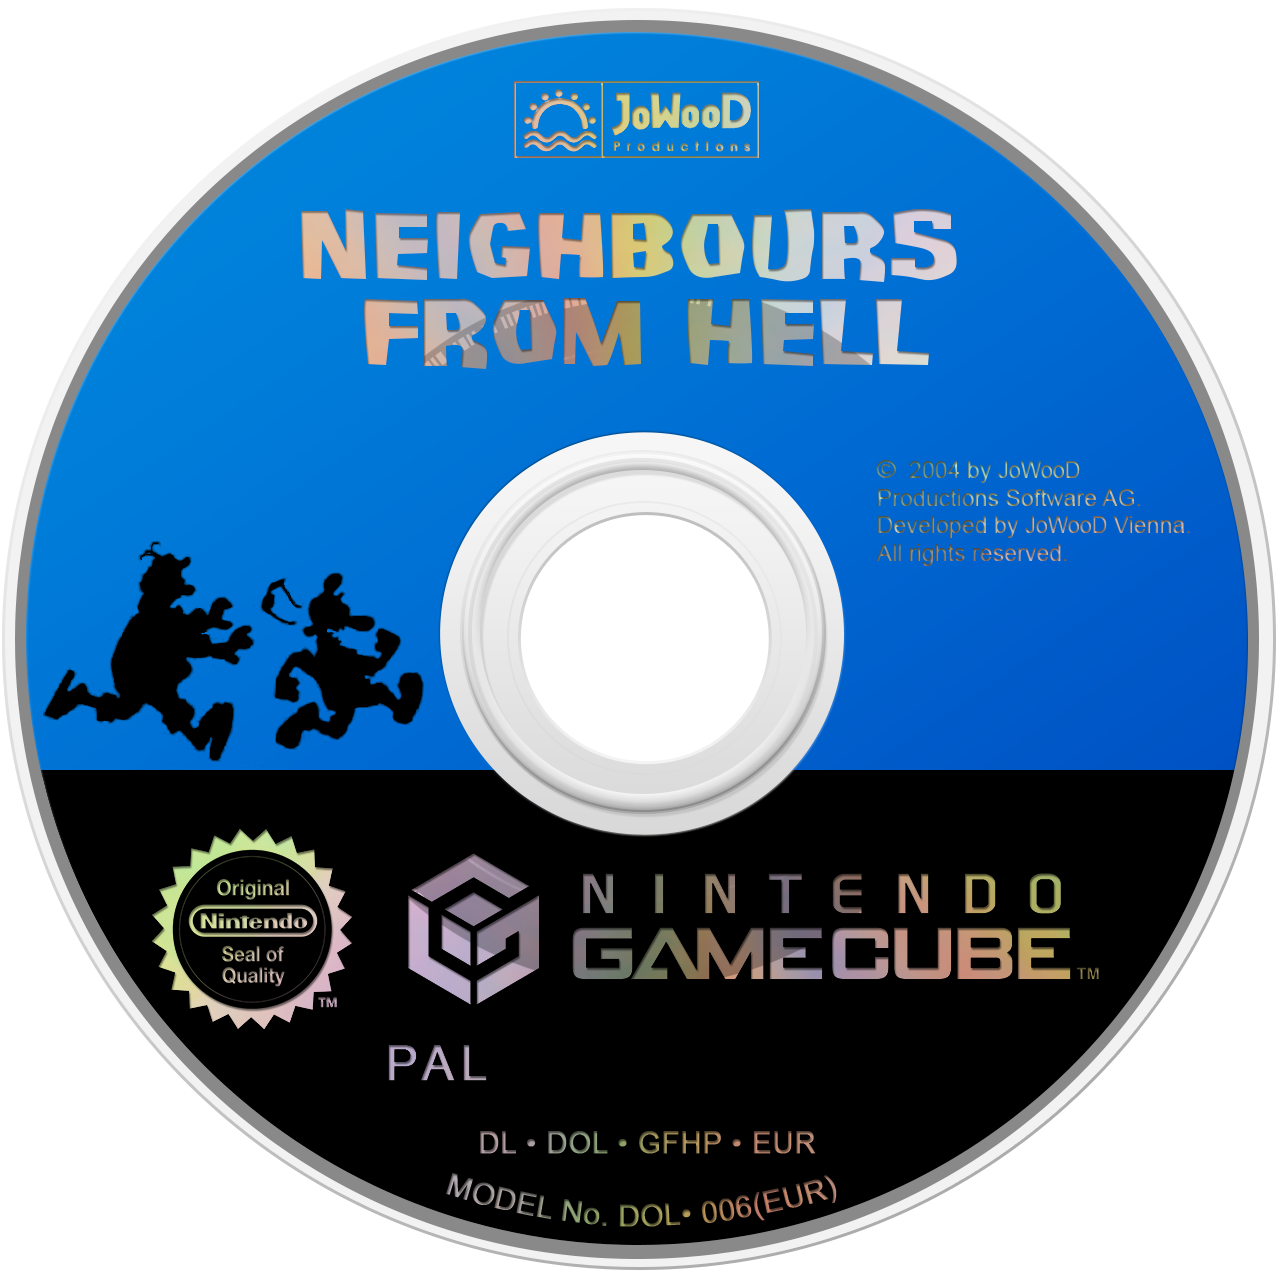 JoWooD
Productions
NEIGHBOURS
FROM HELL
© 2004 by JoWooD
Productions Software AG.
Developed by JoWooD Vienna.
All rights reserved.
Original
Nintendo
Seal of
Quality
TM
NINTENDO
GAMECUBE TM
PAL
DL • DOL • GFHP • EUR
MODEL No. DOL• 006(EUR)